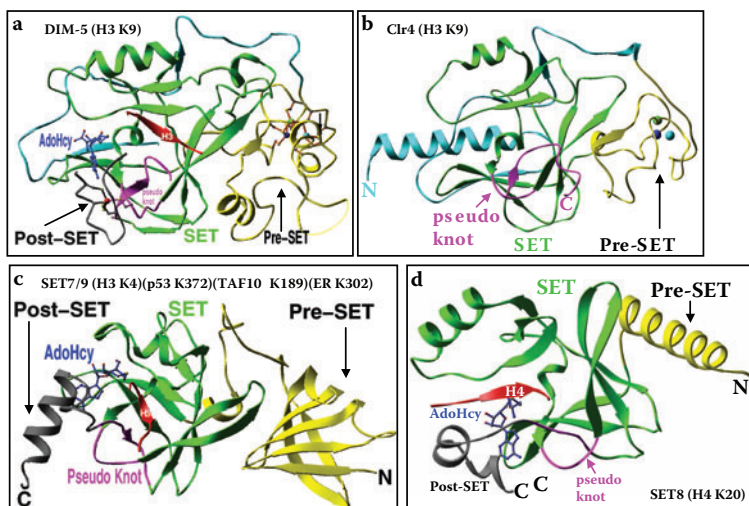 a
DIM-5 (H3 K9)
AdoHcy
H3
pseudo
knot
Post–SET
SET
Pre–SET
b
Clr4 (H3 K9)
N
pseudo
knot
C
SET
Pre-SET
c
SET7/9 (H3 K4)(p53 K372)(TAF10 K189)(ER K302)
Post–SET
SET
Pre–SET
AdoHcy
Pseudo Knot
N
C
d
SET
Pre-SET
N
H4
AdoHcy
Post-SET
C C
pseudo
knot
SET8 (H4 K20)